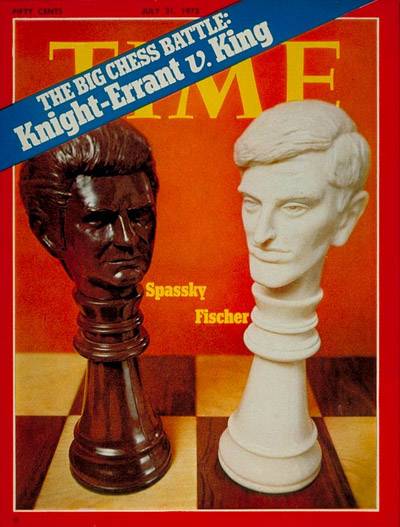 FIFTY CENTS JULY 31, 1972
TIME
THE BIG CHESS BATTLE:
Knight-Errant v. King
Spassky
Fischer